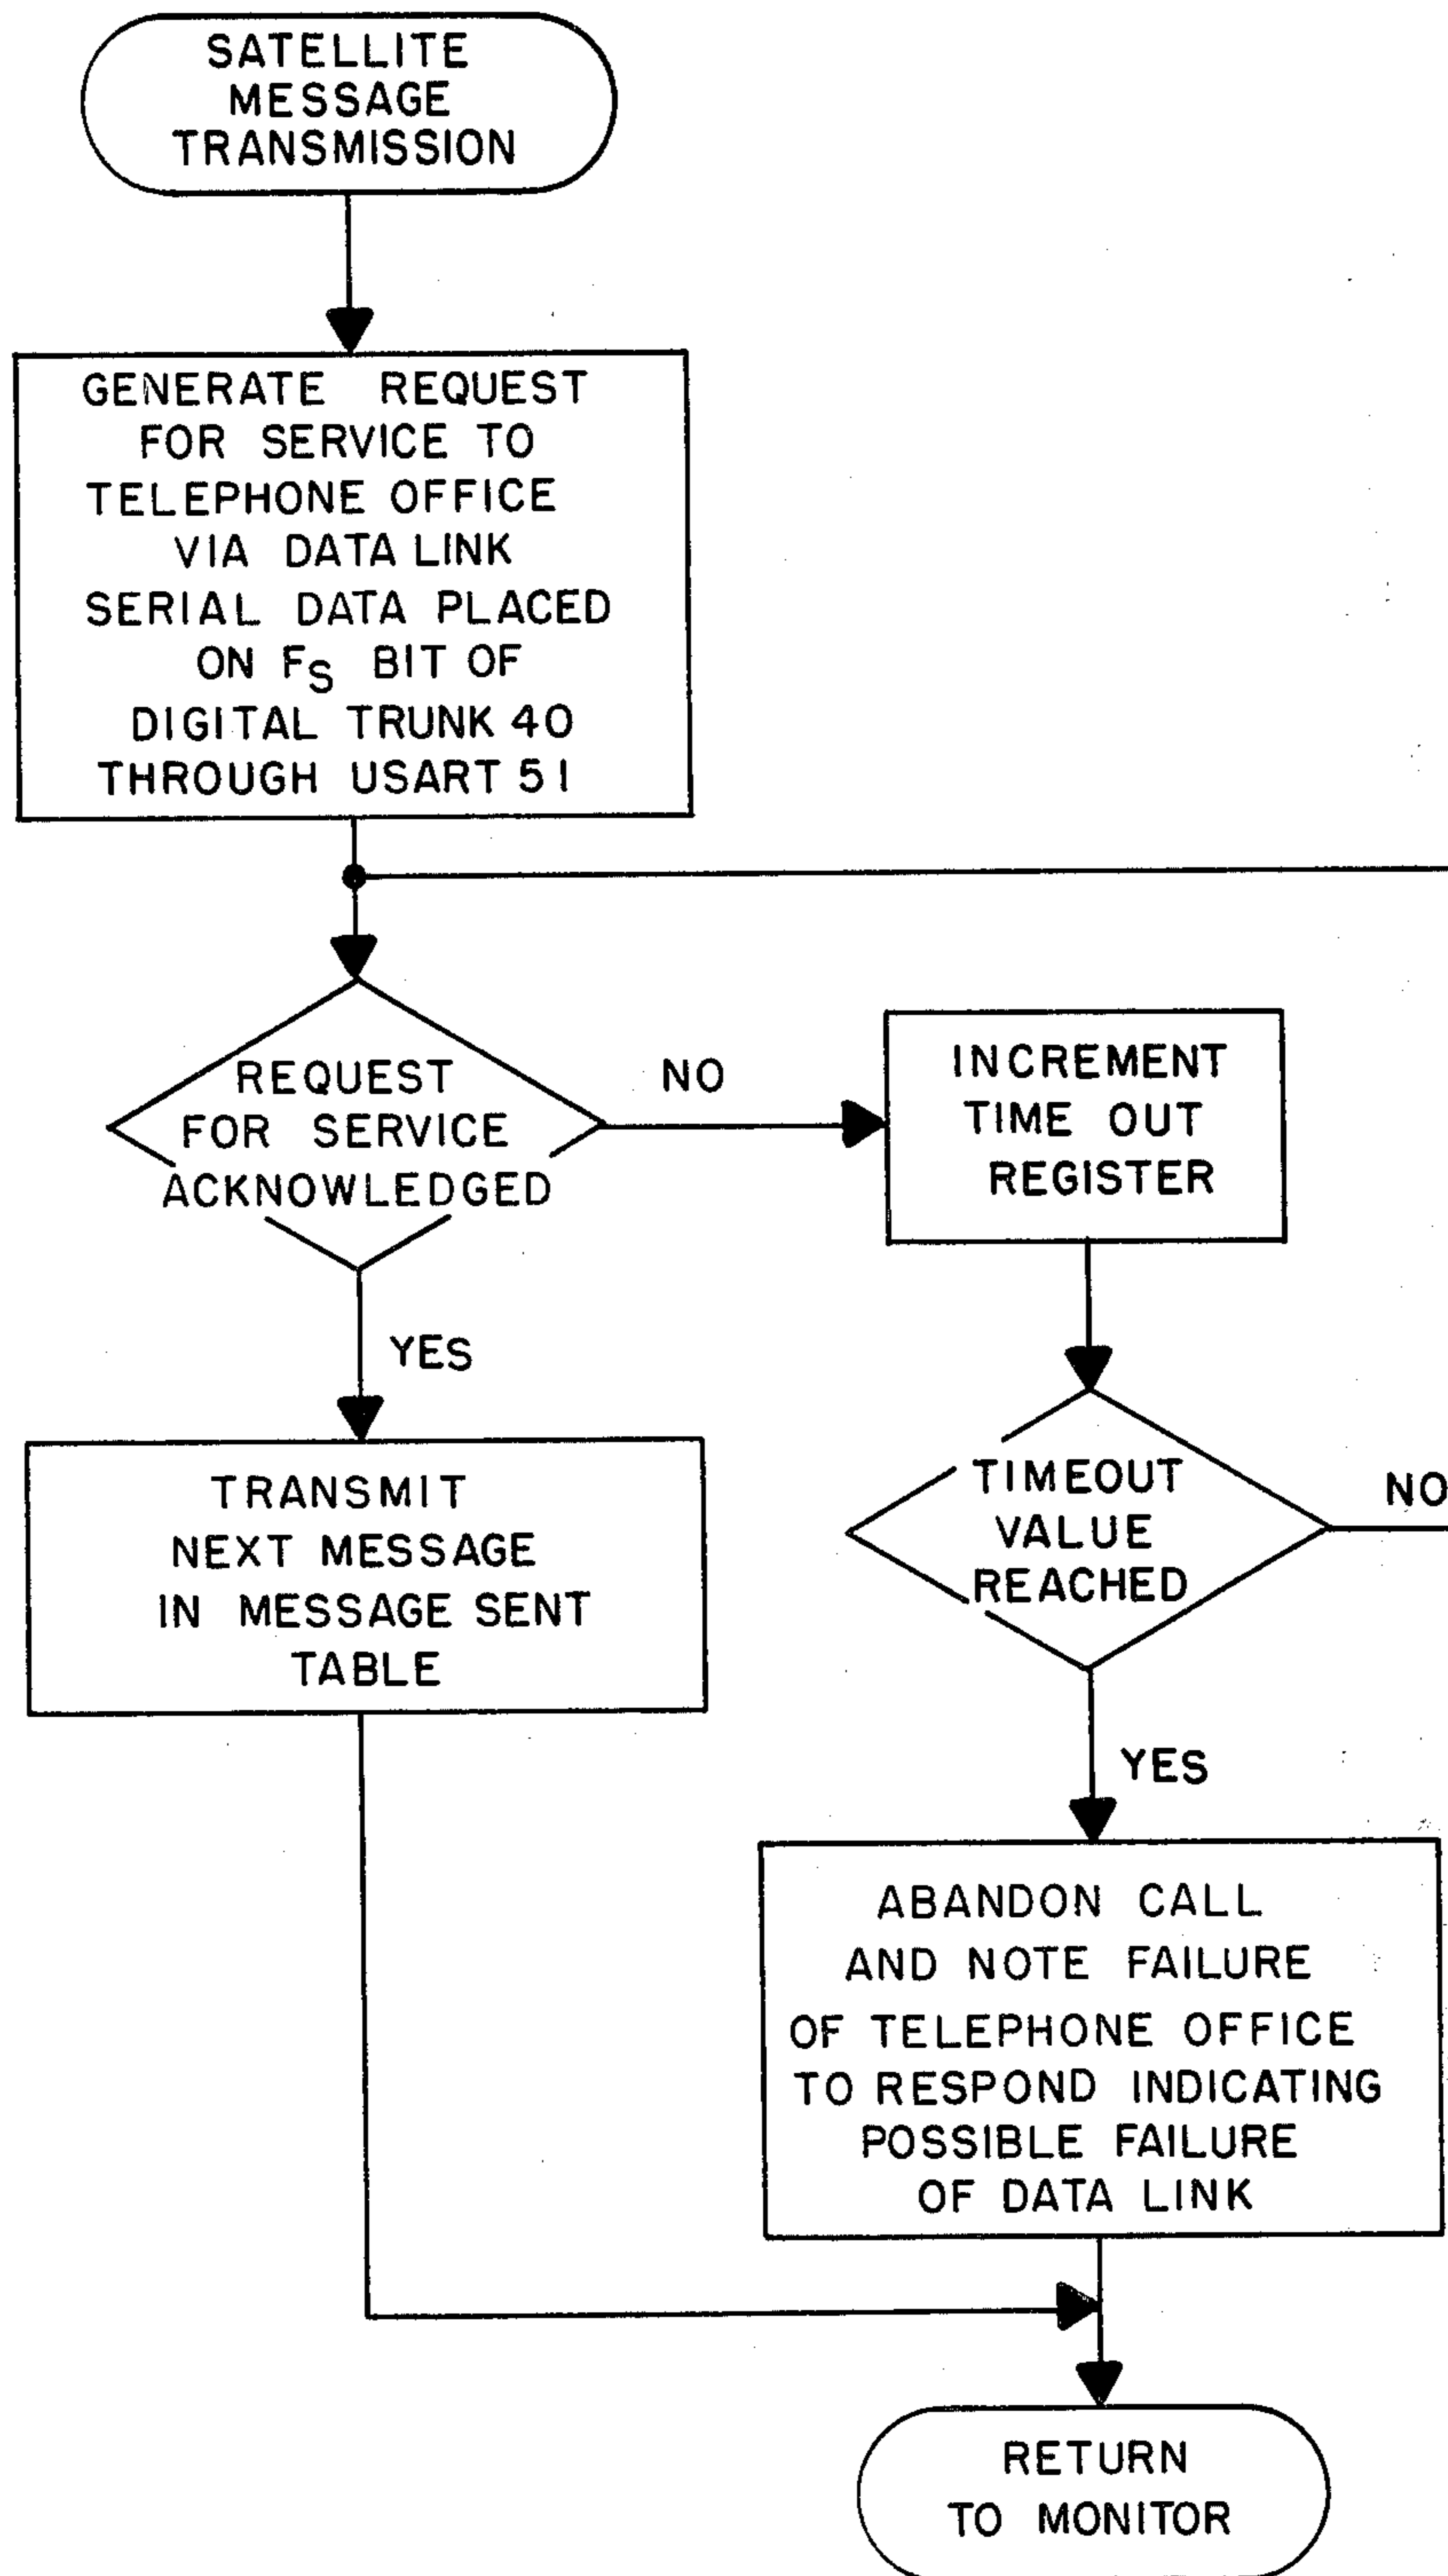 SATELLITE
MESSAGE
TRANSMISSION
GENERATE REQUEST
FOR SERVICE TO
TELEPHONE OFFICE
VIA DATA LINK
SERIAL DATA PLACED
ON FS BIT OF
DIGITAL TRUNK 40
THROUGH USART 51
REQUEST
FOR SERVICE
ACKNOWLEDGED
NO
INCREMENT
TIME OUT
REGISTER
YES
TRANSMIT
NEXT MESSAGE
IN MESSAGE SENT
TABLE
TIMEOUT
VALUE
REACHED
NO
YES
ABANDON CALL
AND NOTE FAILURE
OF TELEPHONE OFFICE
TO RESPOND INDICATING
POSSIBLE FAILURE
OF DATA LINK
RETURN
TO MONITOR